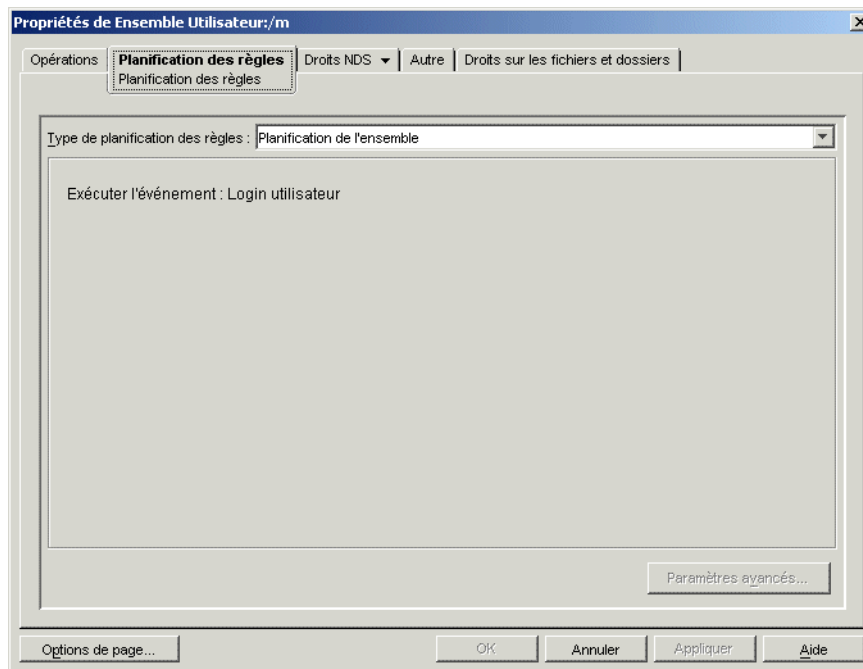 Propriétés de Ensemble Utilisateur:/m
Opérations Planification des règles Droits NDS Autre Droits sur les fichiers et dossiers
Planification des règles
Type de planification des règles : Planification de l'ensemble
Exécuter l'événement : Login utilisateur
Paramètres avancés...
Options de page... OK Annuler Appliquer Aide